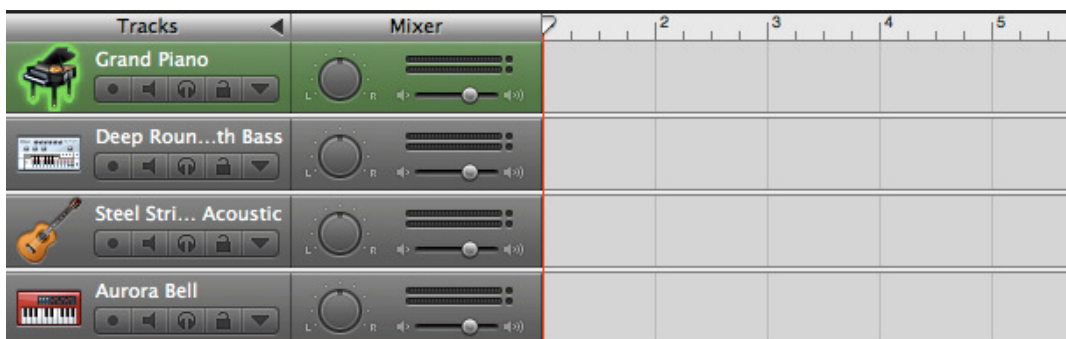 Tracks Mixer 2 3 4 5
Grand Piano
L R
Deep Roun...th Bass
L R
Steel Stri... Acoustic
L R
Aurora Bell
L R